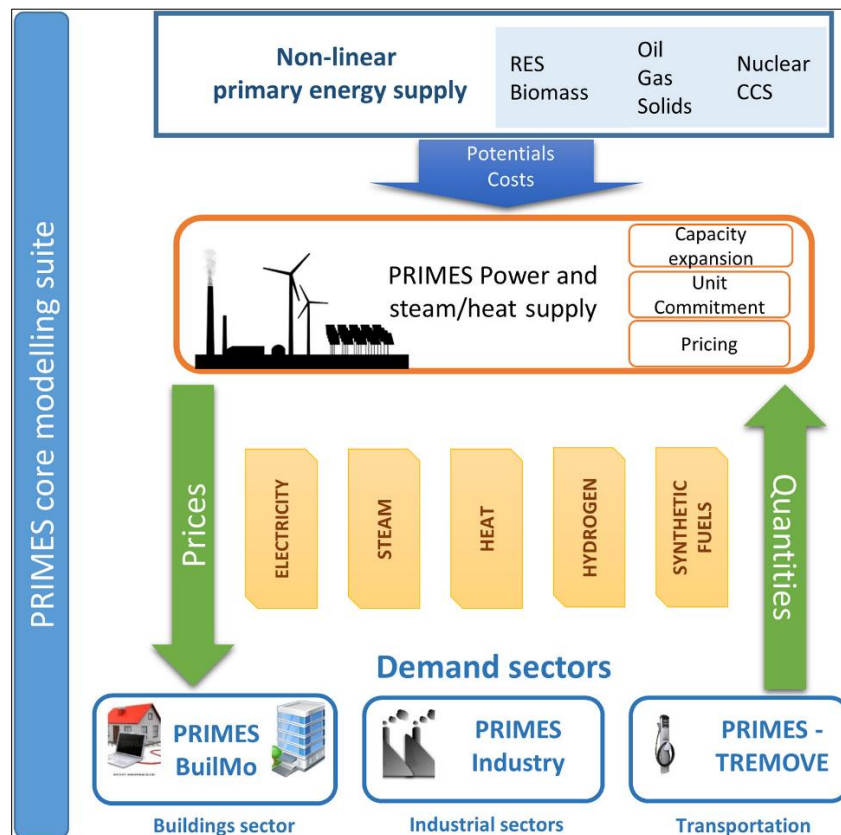 PRIMES core modelling suite
Non-linear
primary energy supply
RES
Biomass
Oil
Gas
Solids
Nuclear
CCS
Potentials
Costs
PRIMES Power and
steam/heat supply
Capacity
expansion
Unit
Commitment
Pricing
Prices
ELECTRICITY
STEAM
HEAT
HYDROGEN
SYNTHETIC
FUELS
Quantities
Demand sectors
PRIMES
BuilMo
PRIMES
Industry
PRIMES -
TREMOVE
Buildings sector
Industrial sectors
Transportation